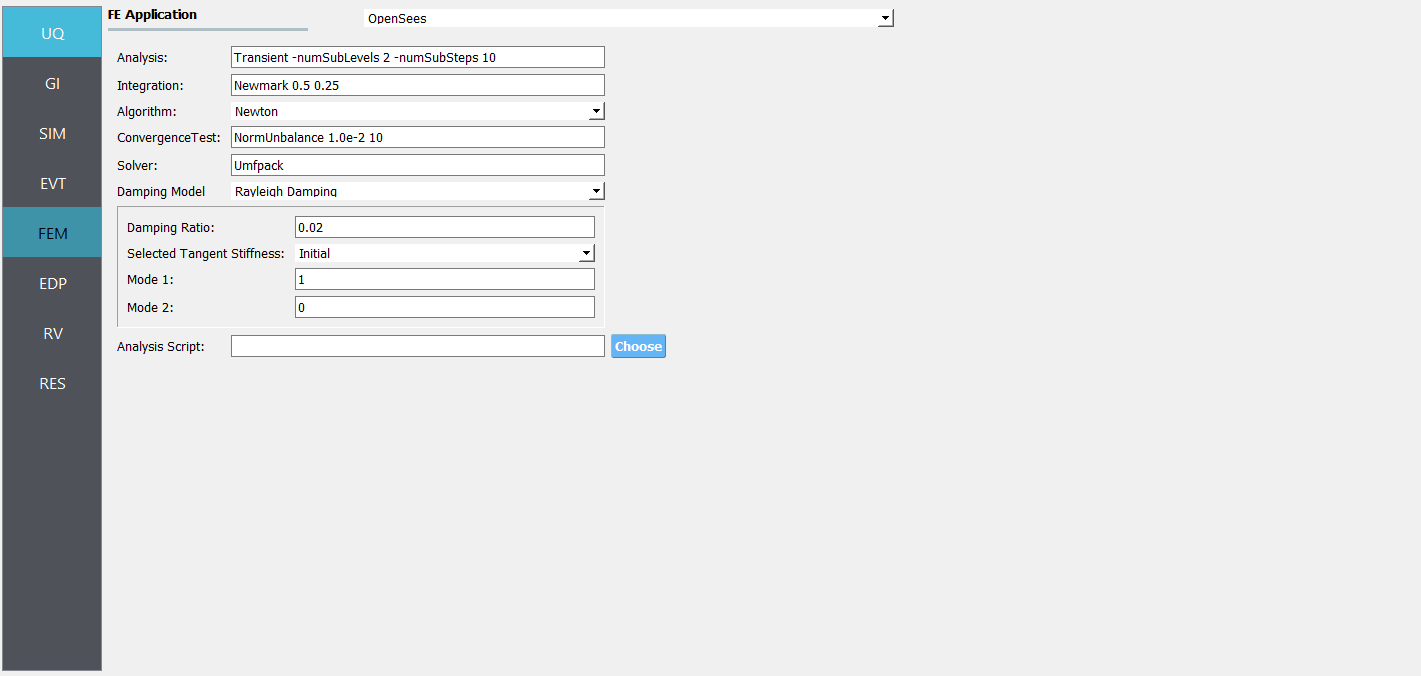 UQ
GI
SIM
EVT
FEM
EDP
RV
RES
FE Application OpenSees
Analysis: Transient -numSubLevels 2 -numSubSteps 10
Integration: Newmark 0.5 0.25
Algorithm: Newton
ConvergenceTest: NormUnbalance 1.0e-2 10
Solver: Umfpack
Damping Model Rayleigh Damping
Damping Ratio: 0.02
Selected Tangent Stiffness: Initial
Mode 1: 1
Mode 2: 0
Analysis Script: Choose